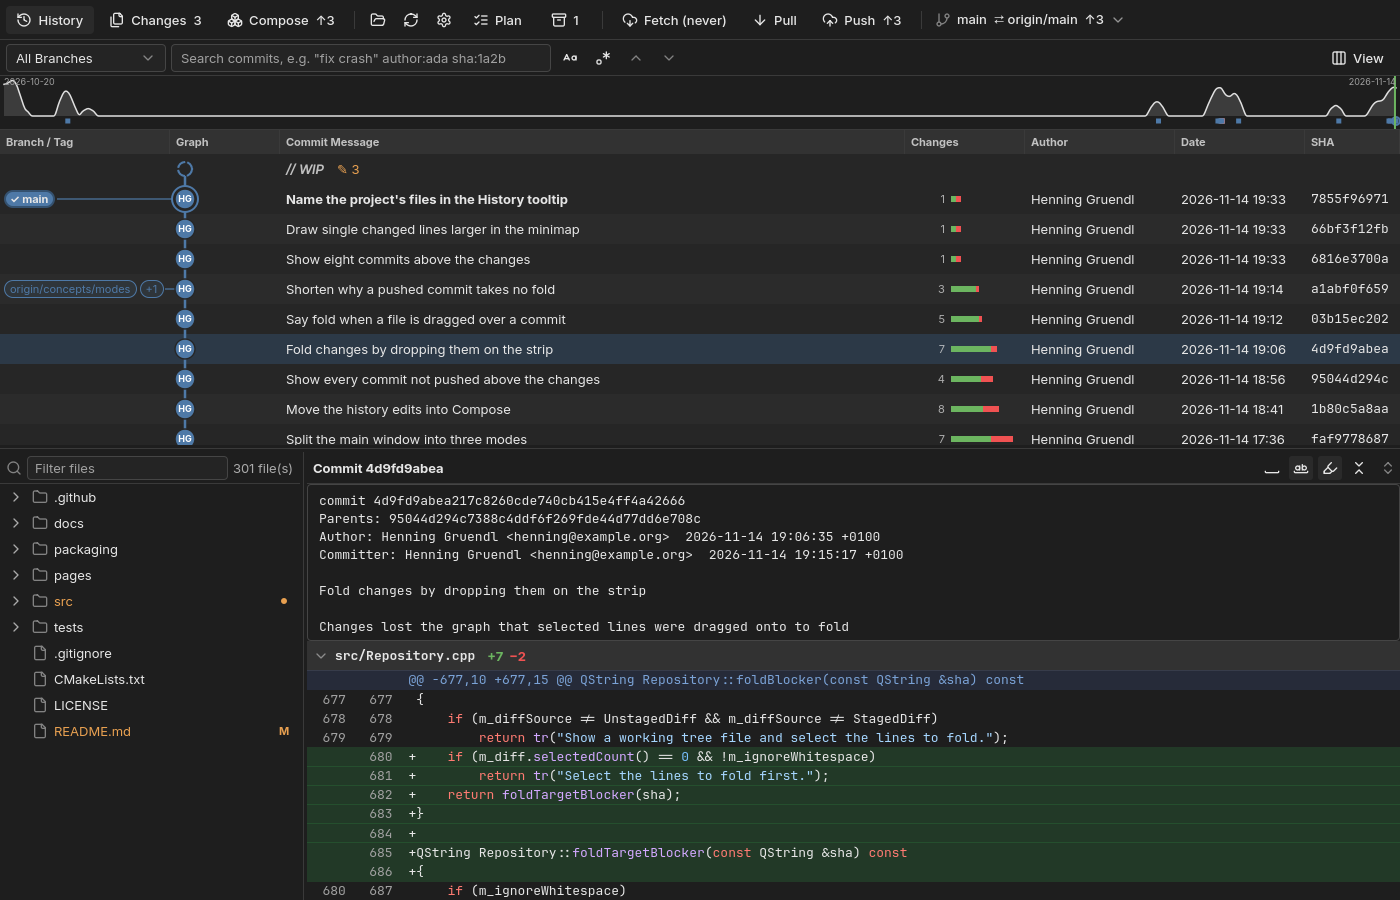 History Changes 3 Compose ↑3 Plan 1 Fetch (never) Pull Push ↑3 main ⇄ origin/main ↑3
All Branches Search commits, e.g. "fix crash" author:ada sha:1a2b Aa .* View
2026-10-20 2026-11-14
Branch / Tag Graph Commit Message Changes Author Date SHA
// WIP ✎ 3
✓ main HG Name the project's files in the History tooltip 1 Henning Gruendl 2026-11-14 19:33 7855f96971
HG Draw single changed lines larger in the minimap 1 Henning Gruendl 2026-11-14 19:33 66bf3f12fb
HG Show eight commits above the changes 1 Henning Gruendl 2026-11-14 19:33 6816e3700a
origin/concepts/modes +1 HG Shorten why a pushed commit takes no fold 3 Henning Gruendl 2026-11-14 19:14 a1abf0f659
HG Say fold when a file is dragged over a commit 5 Henning Gruendl 2026-11-14 19:12 03b15ec202
HG Fold changes by dropping them on the strip 7 Henning Gruendl 2026-11-14 19:06 4d9fd9abea
HG Show every commit not pushed above the changes 4 Henning Gruendl 2026-11-14 18:56 95044d294c
HG Move the history edits into Compose 8 Henning Gruendl 2026-11-14 18:41 1b80c5a8aa
HG Split the main window into three modes 7 Henning Gruendl 2026-11-14 17:36 faf9778687
Filter files 301 file(s)
.github
docs
packaging
pages
src
tests
.gitignore
CMakeLists.txt
LICENSE
README.md M
Commit 4d9fd9abea ab
commit 4d9fd9abea217c8260cde740cb415e4ff4a42666
Parents: 95044d294c7388c4ddf6f269fde44d77dd6e708c
Author: Henning Gruendl <henning@example.org>  2026-11-14 19:06:35 +0100
Committer: Henning Gruendl <henning@example.org>  2026-11-14 19:15:17 +0100
Fold changes by dropping them on the strip
Changes lost the graph that selected lines were dragged onto to fold
src/Repository.cpp +7 −2
@@ -677,10 +677,15 @@ QString Repository::foldBlocker(const QString &sha) const
677 677 {
678 678 if (m_diffSource != UnstagedDiff && m_diffSource != StagedDiff)
679 679 return tr("Show a working tree file and select the lines to fold.");
680 + if (m_diff.selectedCount() == 0 && !m_ignoreWhitespace)
681 + return tr("Select the lines to fold first.");
682 + return foldTargetBlocker(sha);
683 +}
684 +
685 +QString Repository::foldTargetBlocker(const QString &sha) const
686 +{
680 687 if (m_ignoreWhitespace)